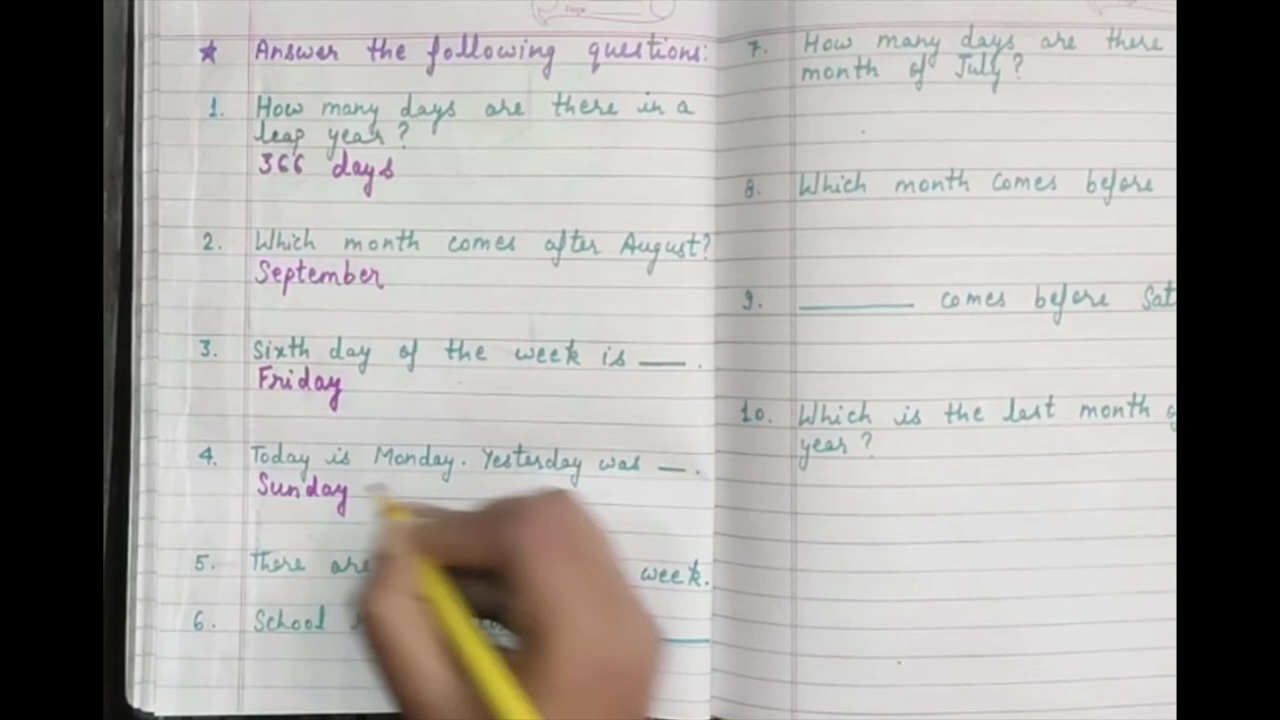 ★ Answer the following questions:
1. How many days are there in a
leap year?
366 days
2. Which month comes after August?
September
3. Sixth day of the week is ___.
Friday
4. Today is Monday. Yesterday was __.
Sunday
5. There are week.
6. School
7. How many days are there
month of July?
8. Which month comes before
9. ________ comes before Sat
10. Which is the last month
year?